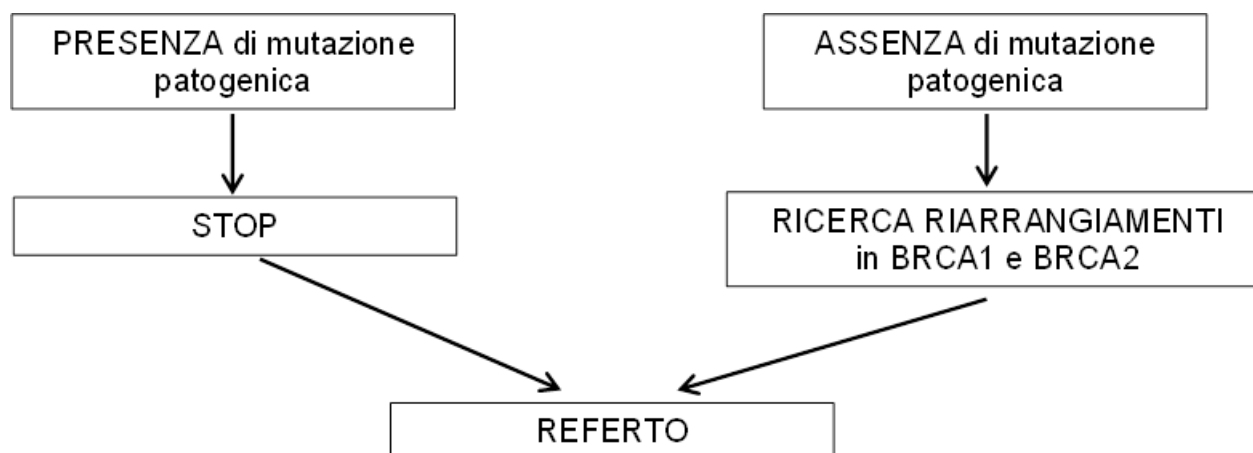 PRESENZA di mutazione
patogenica
ASSENZA di mutazione
patogenica
STOP
RICERCA RIARRANGIAMENTI
in BRCA1 e BRCA2
REFERTO